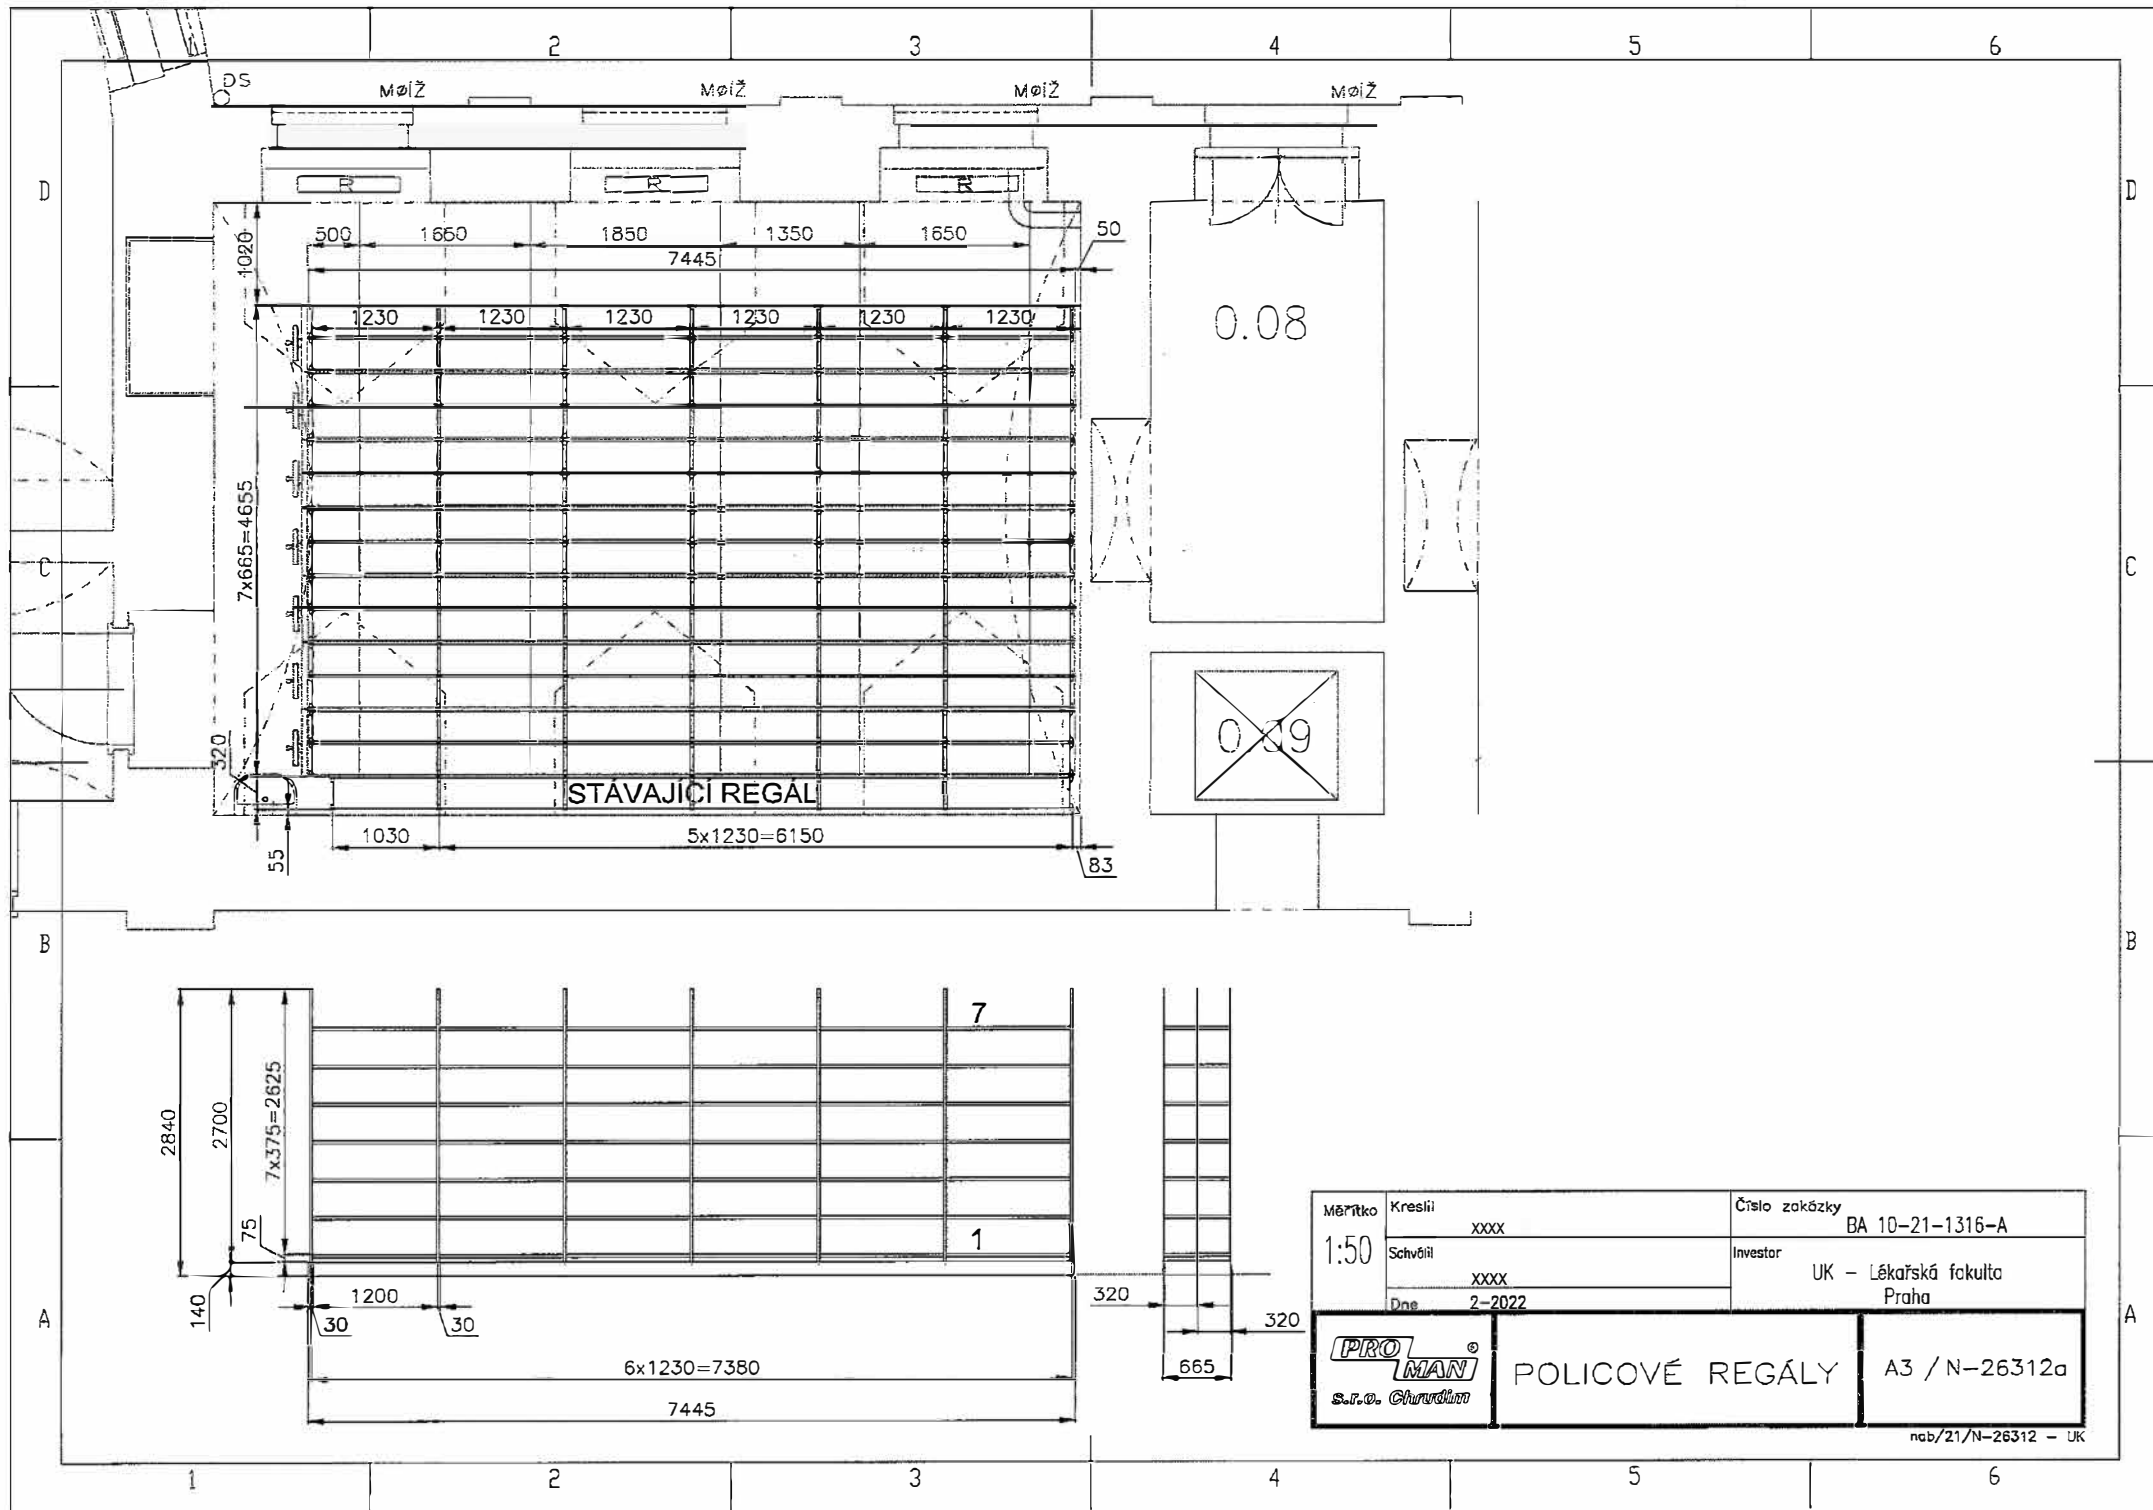 2 3 4 5 6
DS
MØÍŽ MØÍŽ MØÍŽ MØÍŽ
R R R
D D
500 1650 1850 1350 1650 50
1020
7445
1230 1230 1230 1230 1230 1230
0.08
7x665=4655
C C
0.09
320
STÁVAJÍCÍ REGÁL
1030 5x1230=6150
55
83
B B
7
7x375=2625
2700
2840
75
1
140
1200
30 30
6x1230=7380
7445
320
320
665
A A
Měřítko
1:50
Kreslil
XXXX
Číslo zakázky
BA 10-21-1316-A
Schválil
XXXX
Investor
UK - Lékařská fakulta
Praha
Dne 2-2022
PRO MAN ®
s.r.o. Chrudim
POLICOVÉ REGÁLY
A3 / N-26312a
nab/21/N-26312 - UK
1 2 3 4 5 6